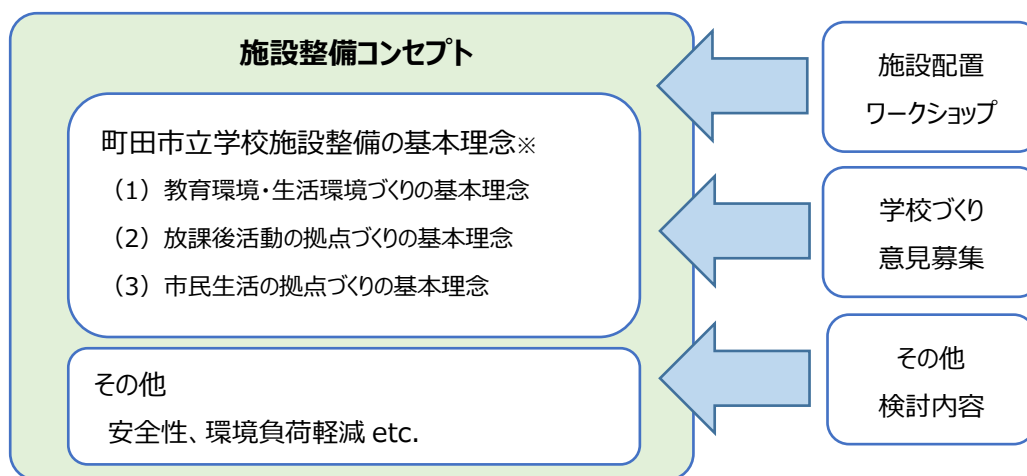 施設整備コンセプト
町田市立学校施設整備の基本理念※
（1）教育環境・生活環境づくりの基本理念
（2）放課後活動の拠点づくりの基本理念
（3）市民生活の拠点づくりの基本理念
その他
安全性、環境負荷軽減 etc.
施設配置
ワークショップ
学校づくり
意見募集
その他
検討内容